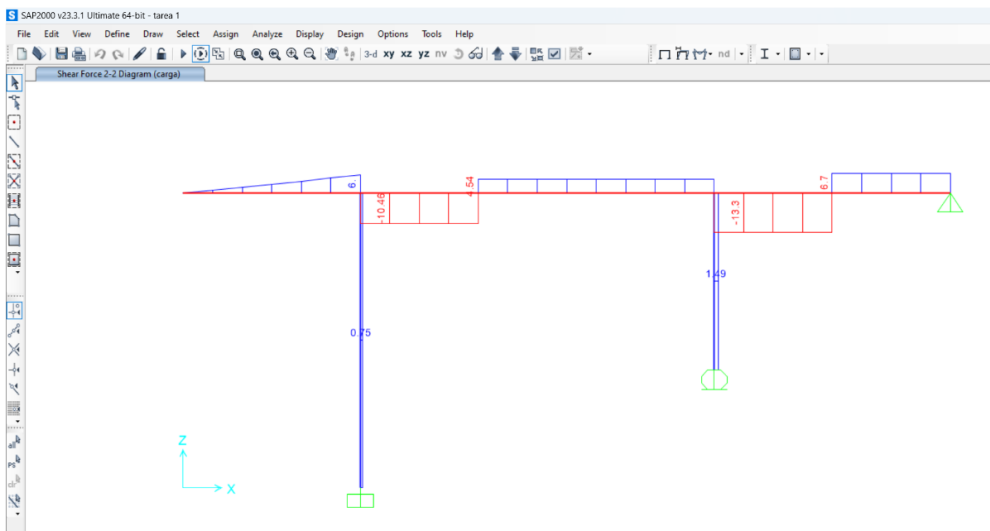 S SAP2000 v23.3.1 Ultimate 64-bit - tarea 1
File Edit View Define Draw Select Assign Analyze Display Design Options Tools Help
3-d xy xz yz nv nd
Shear Force 2-2 Diagram (carga)
6.
-10.46
4.54
-13.3
6.7
1.49
0.75
Z
X
all
PS
clr